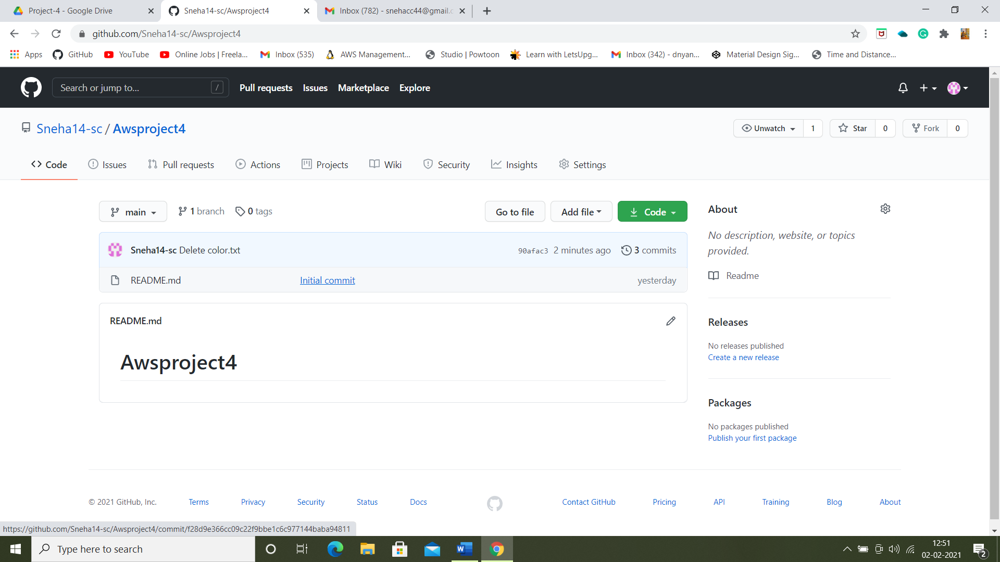 Project-4 - Google Drive
Sneha14-sc/Awsproject4
Inbox (782) - snehacc44@gmail.c
github.com/Sneha14-sc/Awsproject4
Apps GitHub YouTube Online Jobs | Freela... Inbox (535) AWS Management... Studio | Powtoon Learn with LetsUpg... Inbox (342) - dnyan... Material Design Sig... Time and Distance...
Search or jump to... / Pull requests Issues Marketplace Explore
Sneha14-sc / Awsproject4
Unwatch 1 Star 0 Fork 0
Code Issues Pull requests Actions Projects Wiki Security Insights Settings
main 1 branch 0 tags Go to file Add file Code
Sneha14-sc Delete color.txt 90afac3 2 minutes ago 3 commits
README.md Initial commit yesterday
README.md
Awsproject4
About
No description, website, or topics
provided.
Readme
Releases
No releases published
Create a new release
Packages
No packages published
Publish your first package
© 2021 GitHub, Inc. Terms Privacy Security Status Docs Contact GitHub Pricing API Training Blog About
https://github.com/Sneha14-sc/Awsproject4/commit/f28d9e366cc09c22f9bbe1c6c977144baba94811
Type here to search
W
12:51
02-02-2021
2